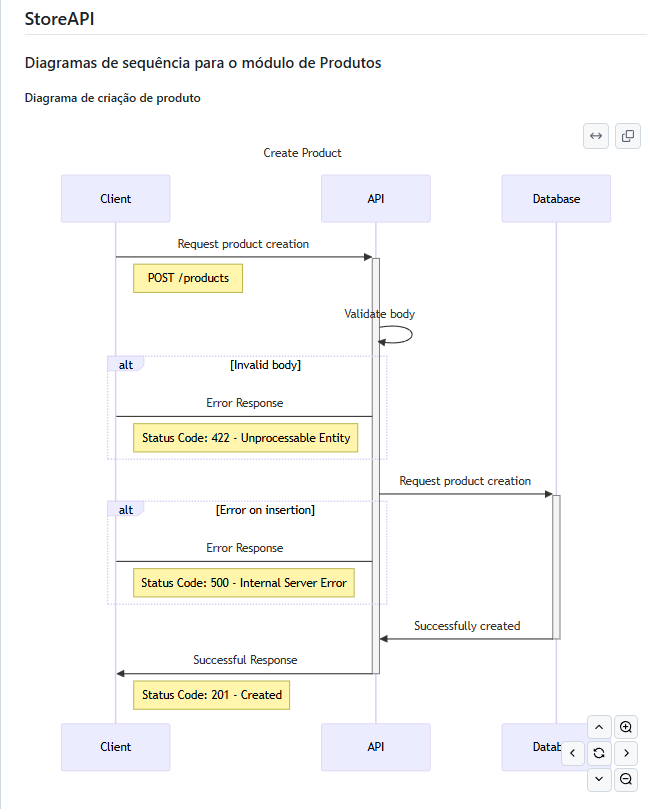 StoreAPI
Diagramas de sequência para o módulo de Produtos
Diagrama de criação de produto
Create Product
Client
API
Database
Request product creation
POST /products
Validate body
alt
[Invalid body]
Error Response
Status Code: 422 - Unprocessable Entity
Request product creation
alt
[Error on insertion]
Error Response
Status Code: 500 - Internal Server Error
Successfully created
Successful Response
Status Code: 201 - Created
Client
API